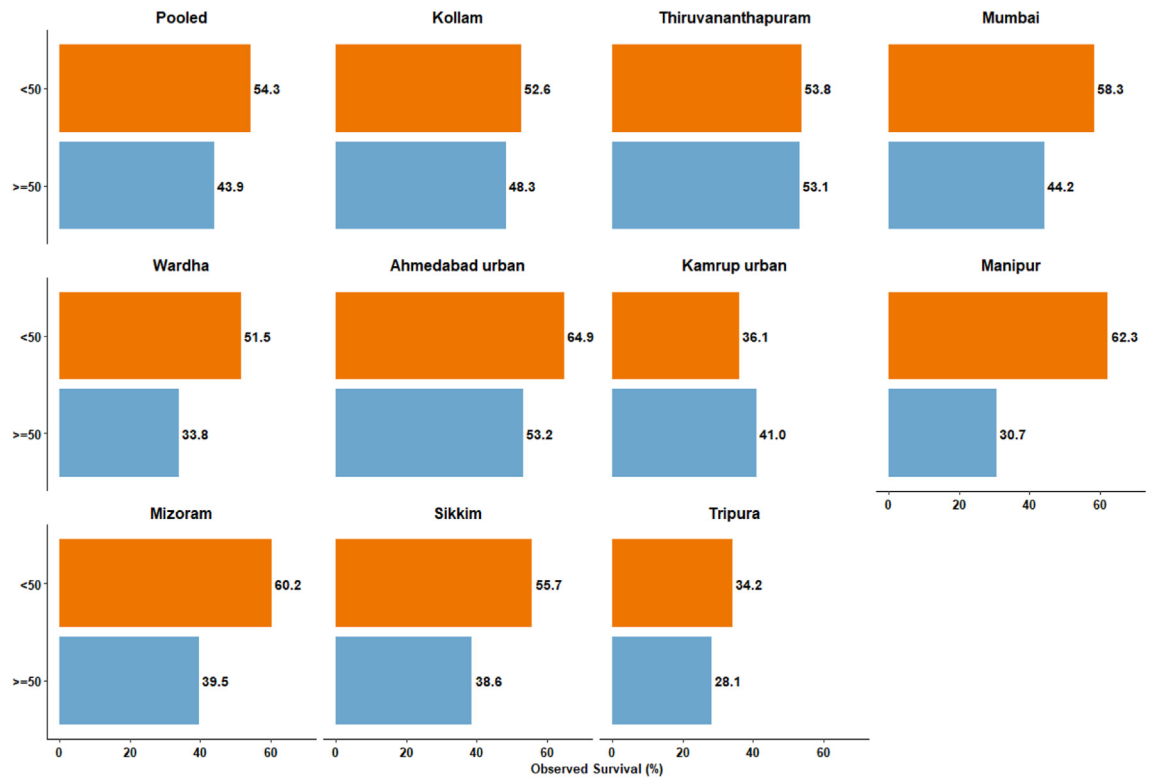 Pooled Kollam Thiruvananthapuram Mumbai
<50 54.3 52.6 53.8 58.3
>=50 43.9 48.3 53.1 44.2
Wardha Ahmedabad urban Kamrup urban Manipur
<50 51.5 64.9 36.1 62.3
>=50 33.8 53.2 41.0 30.7
0 20 40 60
Mizoram Sikkim Tripura
<50 60.2 55.7 34.2
>=50 39.5 38.6 28.1
0 20 40 60 0 20 40 60 0 20 40 60
Observed Survival (%)